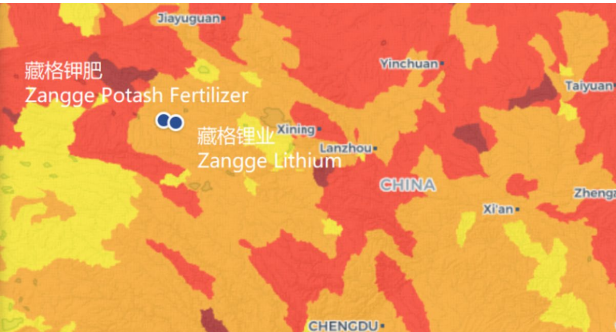 Jiayuguan
藏格钾肥
Yinchuan
Zangge Potash Fertilizer
Taiyuan
藏格锂业
Xining
Lanzhou
Zangge Lithium
CHINA
Zhengz
Xi'an
CHENGDU